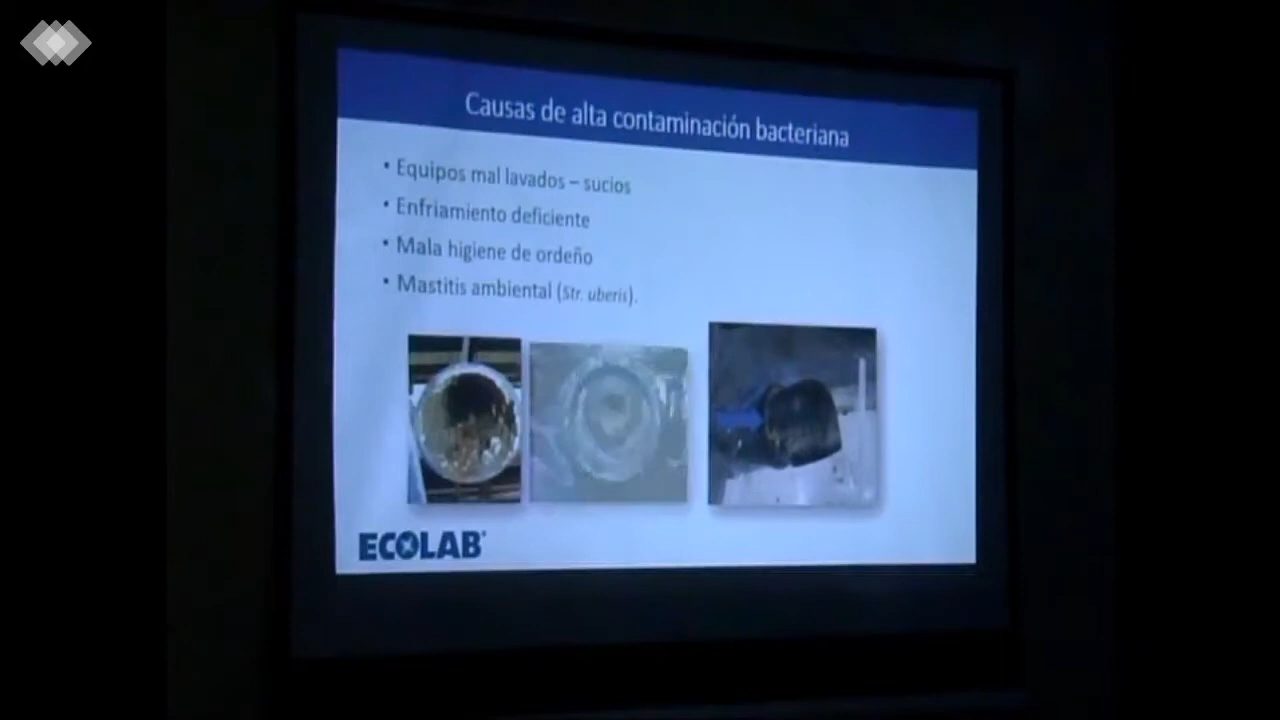 Causas de alta contaminación bacteriana
• Equipos mal lavados – sucios
• Enfriamiento deficiente
• Mala higiene de ordeño
• Mastitis ambiental (Str. uberis).
ECOLAB®